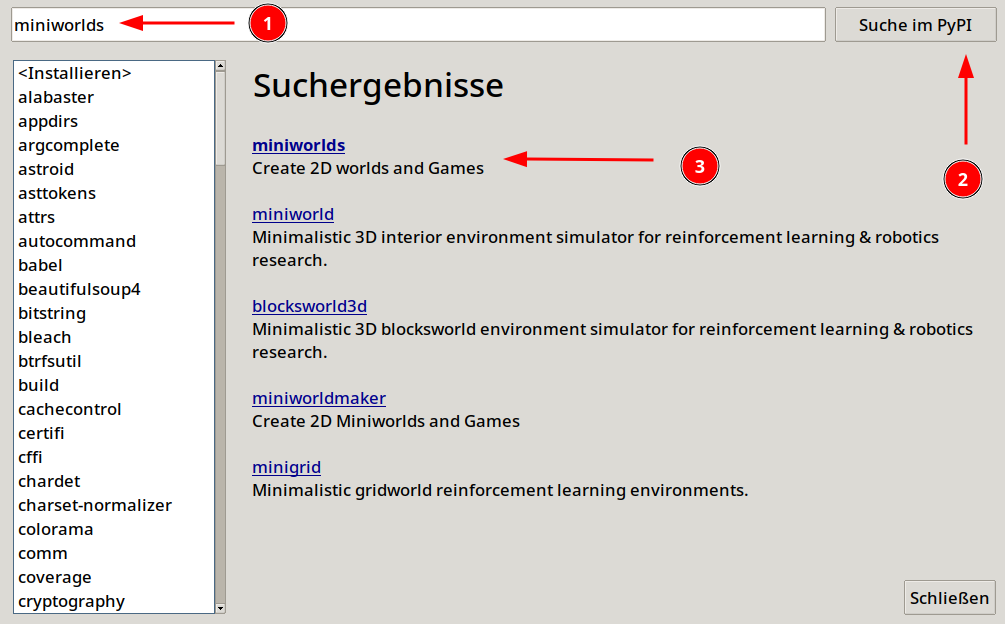 miniworlds
1
Suche im PyPI
2
<Installieren>
alabaster
appdirs
argcomplete
astroid
asttokens
attrs
autocommand
babel
beautifulsoup4
bitstring
bleach
btrfsutil
build
cachecontrol
certifi
cffi
chardet
charset-normalizer
colorama
comm
coverage
cryptography
Suchergebnisse
miniworlds
Create 2D worlds and Games
3
miniworld
Minimalistic 3D interior environment simulator for reinforcement learning & robotics
research.
blocksworld3d
Minimalistic 3D blocksworld environment simulator for reinforcement learning & robotics
research.
miniworldmaker
Create 2D Miniworlds and Games
minigrid
Minimalistic gridworld reinforcement learning environments.
Schließen